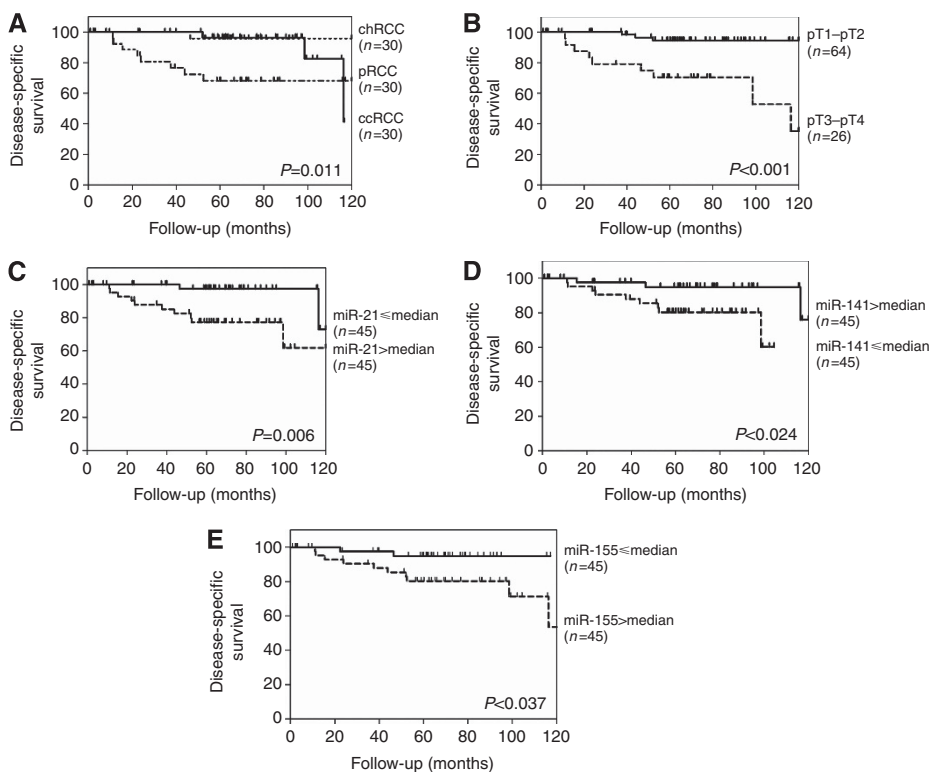 A
Disease-specific
survival
100
80
60
40
20
0
0 20 40 60 80 100 120
Follow-up (months)
chRCC
(n=30)
pRCC
(n=30)
ccRCC
(n=30)
P=0.011
B
Disease-specific
survival
100
80
60
40
20
0
0 20 40 60 80 100 120
Follow-up (months)
pT1–pT2
(n=64)
pT3–pT4
(n=26)
P<0.001
C
Disease-specific
survival
100
80
60
40
20
0
0 20 40 60 80 100 120
Follow-up (months)
miR-21⩽median
(n=45)
miR-21>median
(n=45)
P=0.006
D
Disease-specific
survival
100
80
60
40
20
0
0 20 40 60 80 100 120
Follow-up (months)
miR-141>median
(n=45)
miR-141⩽median
(n=45)
P<0.024
E
Disease-specific
survival
100
80
60
40
20
0
0 20 40 60 80 100 120
Follow-up (months)
miR-155⩽median
(n=45)
miR-155>median
(n=45)
P<0.037